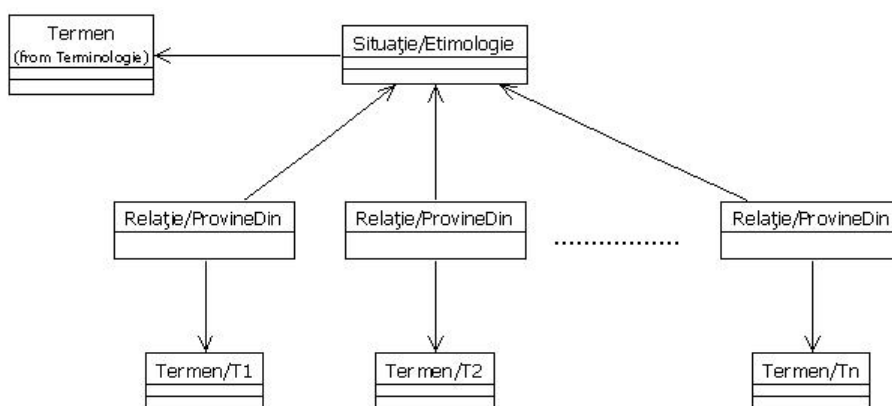 Termen
(from Terminologie)
Situaţie/Etimologie
Relaţie/ProvineDin
Relaţie/ProvineDin
Relaţie/ProvineDin
Termen/T1
Termen/T2
Termen/Tn